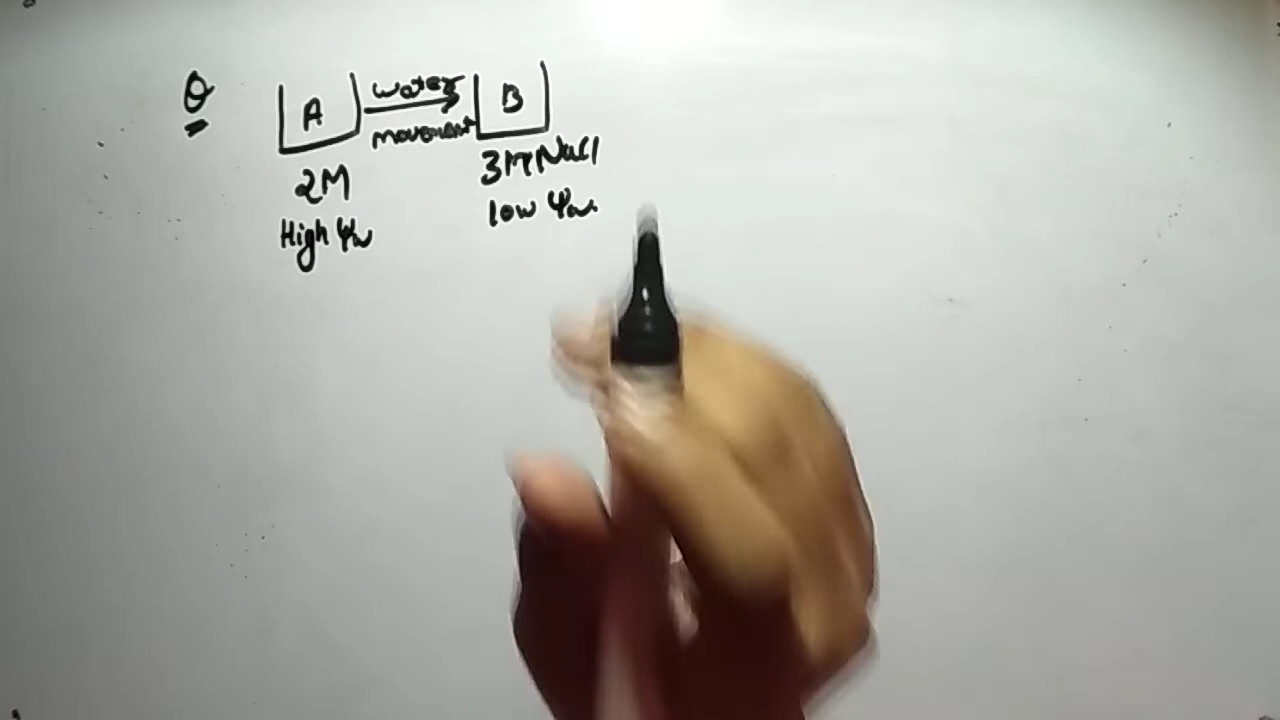 Q
A water movement B
2M
3M NaCl
High Ψw
low Ψw.